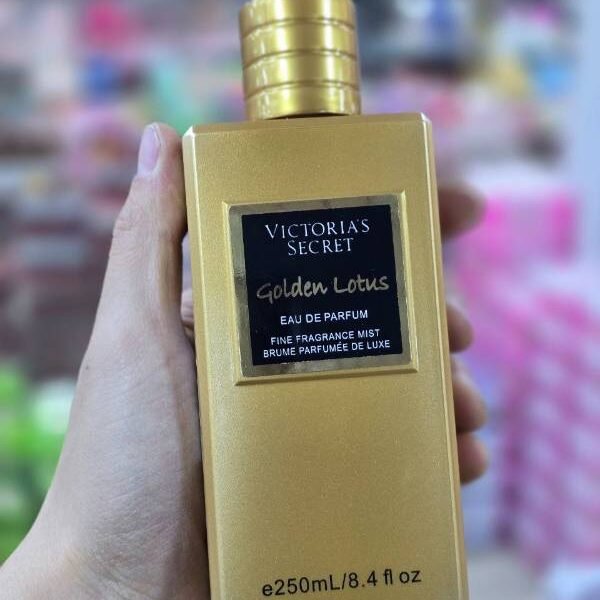 VICTORIA'S
SECRET
Golden Lotus
EAU DE PARFUM
FINE FRAGRANCE MIST
BRUME PARFUMÉE DE LUXE
e250mL/8.4 fl oz